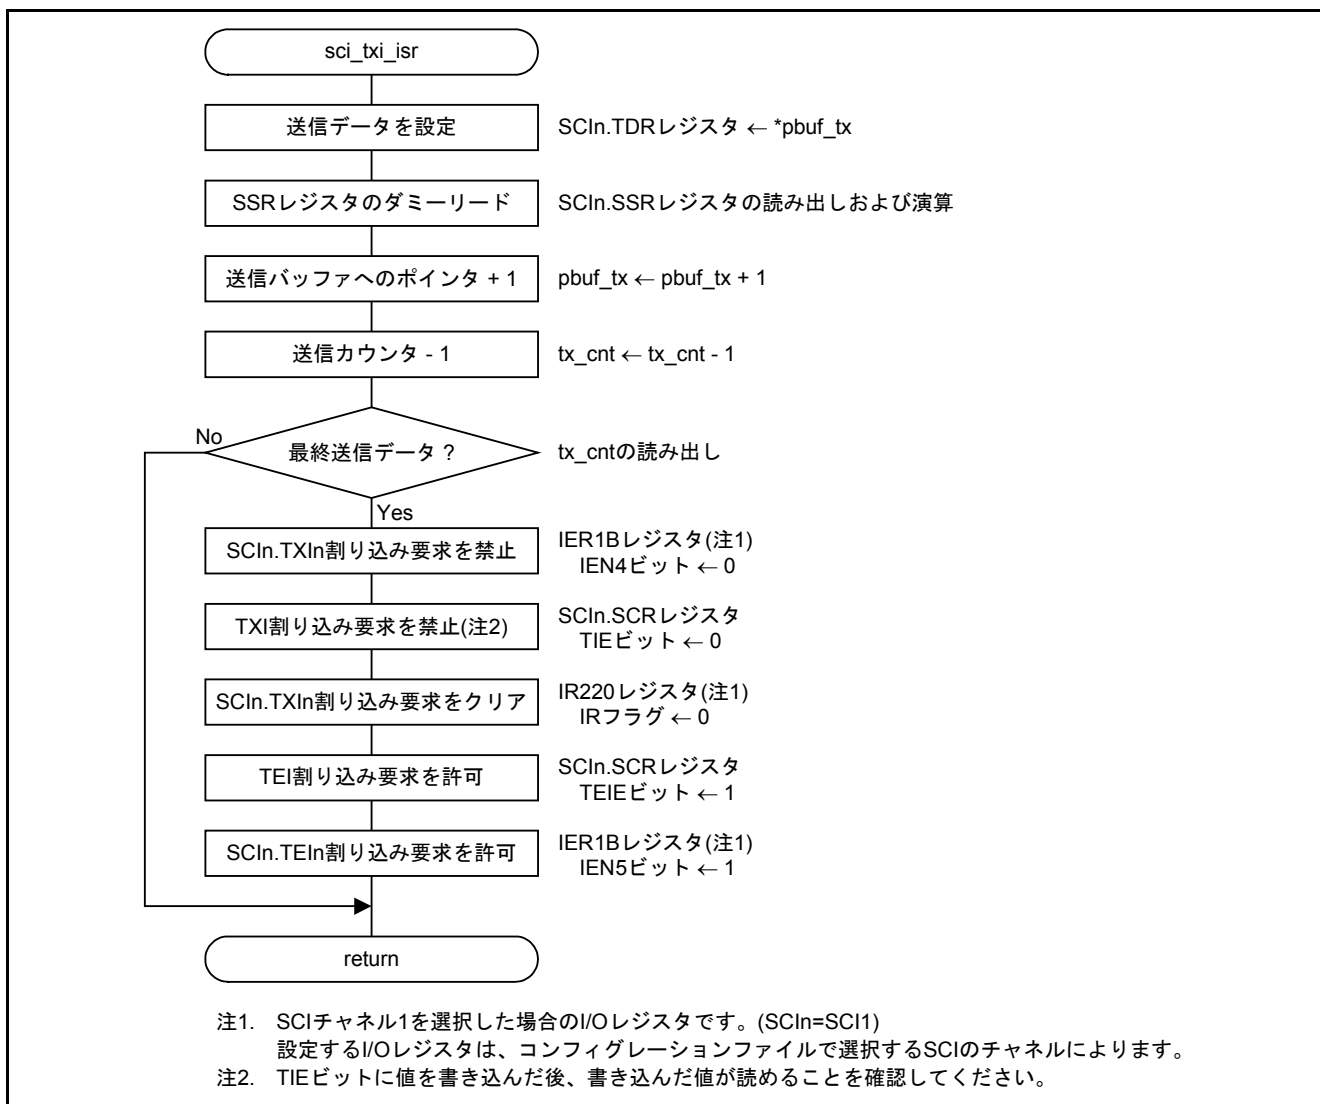 sci_txi_isr
送信データを設定 SCIn.TDRレジスタ ← *pbuf_tx
SSRレジスタのダミーリード SCIn.SSRレジスタの読み出しおよび演算
送信バッファへのポインタ + 1 pbuf_tx ← pbuf_tx + 1
送信カウンタ - 1 tx_cnt ← tx_cnt - 1
No
最終送信データ ? tx_cntの読み出し
Yes
SCIn.TXIn割り込み要求を禁止 IER1Bレジスタ(注1)
IEN4ビット ← 0
TXI割り込み要求を禁止(注2) SCIn.SCRレジスタ
TIEビット ← 0
SCIn.TXIn割り込み要求をクリア IR220レジスタ(注1)
IRフラグ ← 0
TEI割り込み要求を許可 SCIn.SCRレジスタ
TEIEビット ← 1
SCIn.TEIn割り込み要求を許可 IER1Bレジスタ(注1)
IEN5ビット ← 1
return
注1. SCIチャネル1を選択した場合のI/Oレジスタです。(SCIn=SCI1)
設定するI/Oレジスタは、コンフィグレーションファイルで選択するSCIのチャネルによります。
注2. TIEビットに値を書き込んだ後、書き込んだ値が読めることを確認してください。